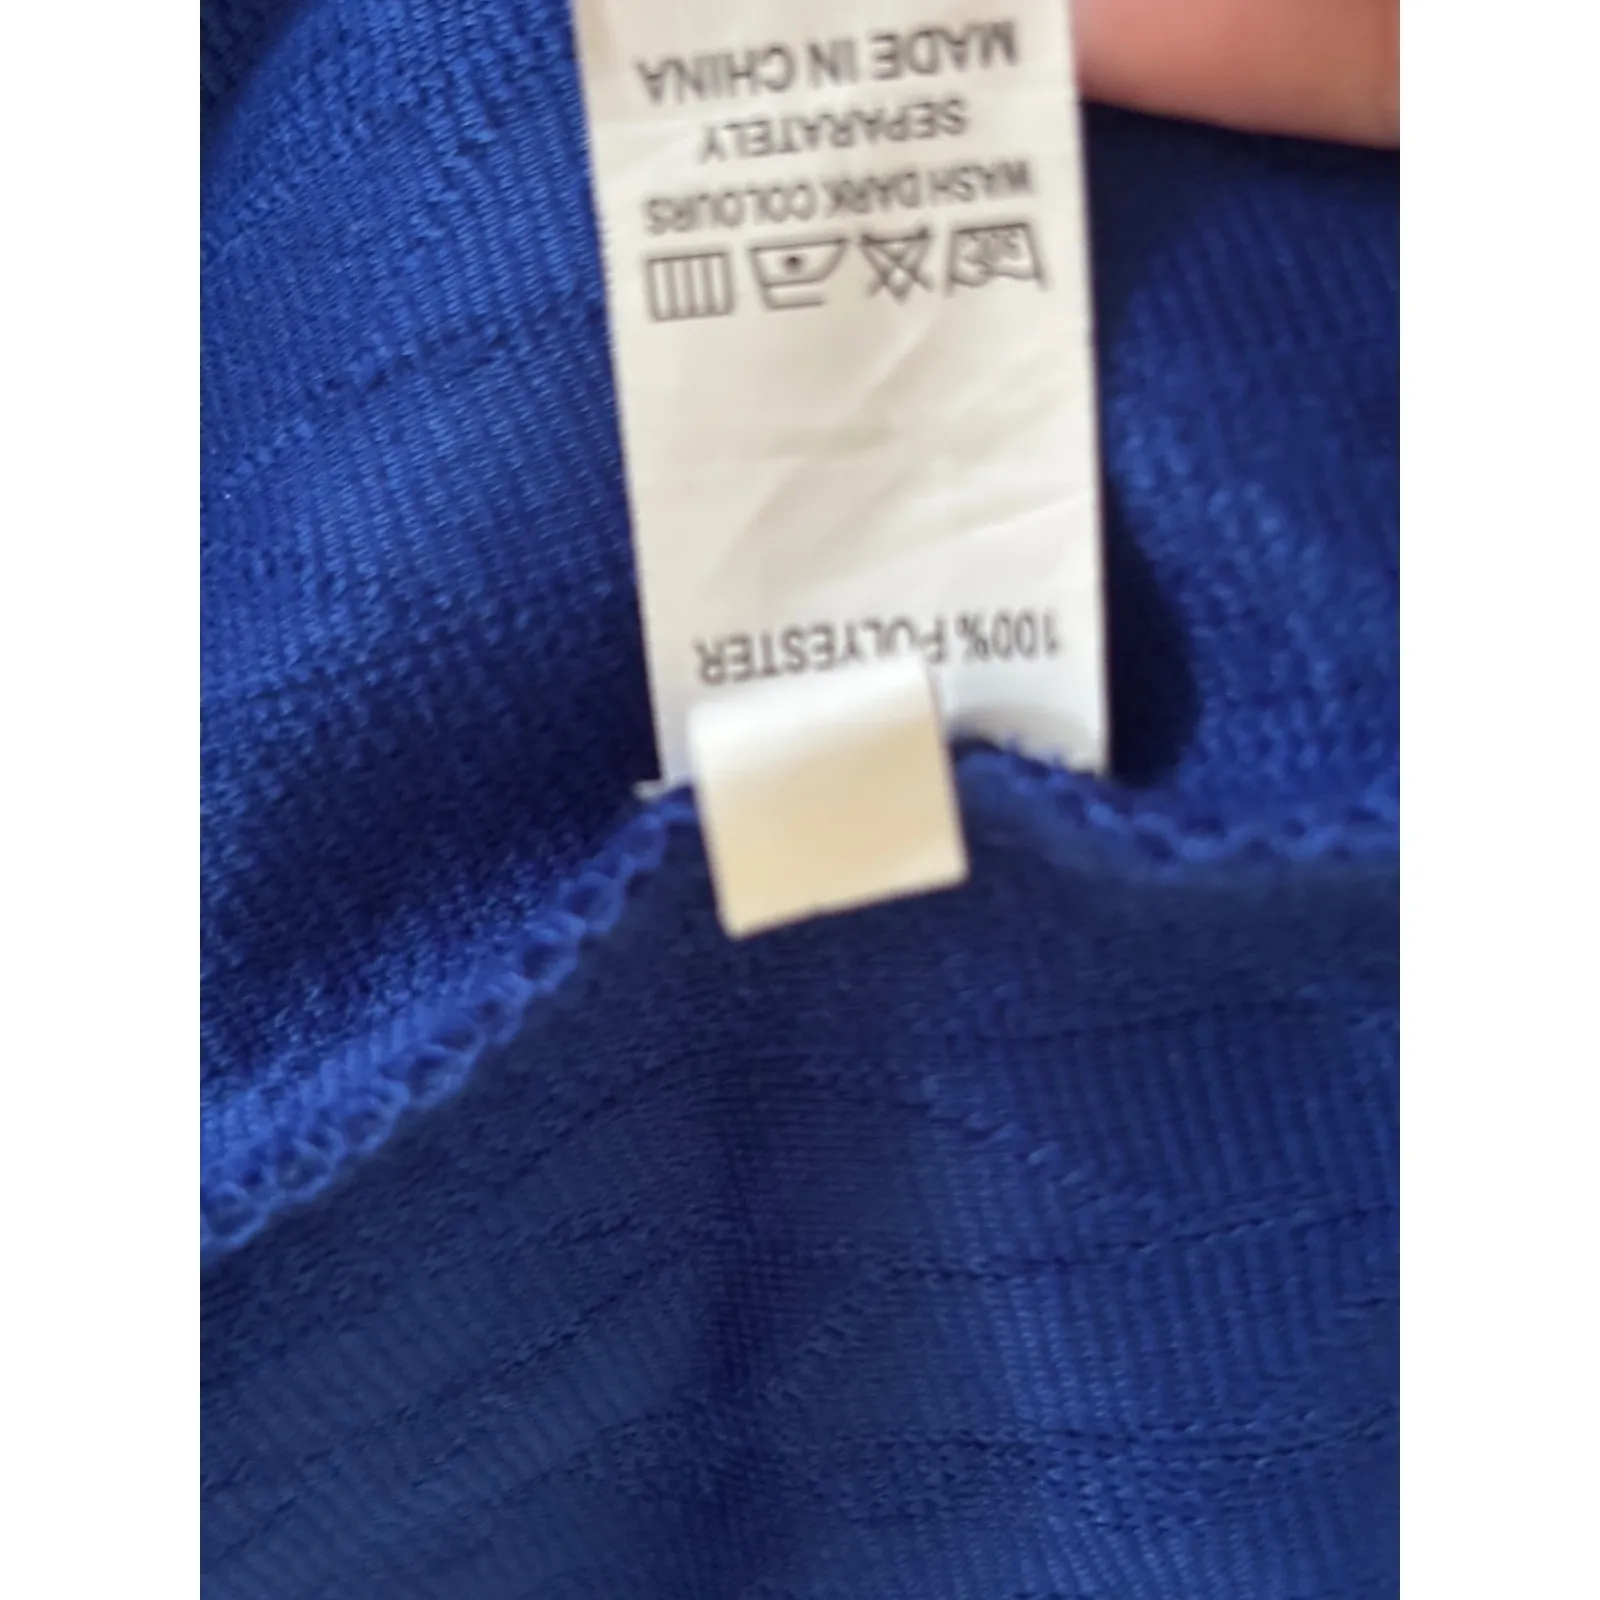 100% POLYESTER
WASH DARK COLOURS
SEPARATELY
MADE IN CHINA